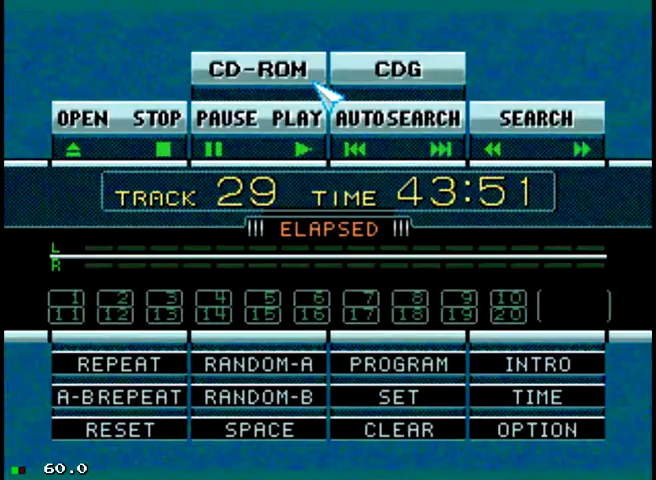 CD-ROM CDG
OPEN STOP PAUSE PLAY AUTOSEARCH SEARCH
TRACK 29 TIME 43:51
ELAPSED
L
R
1 2 3 4 5 6 7 8 9 10
11 12 13 14 15 16 17 18 19 20
REPEAT RANDOM-A PROGRAM INTRO
A-BREPEAT RANDOM-B SET TIME
RESET SPACE CLEAR OPTION
60.0